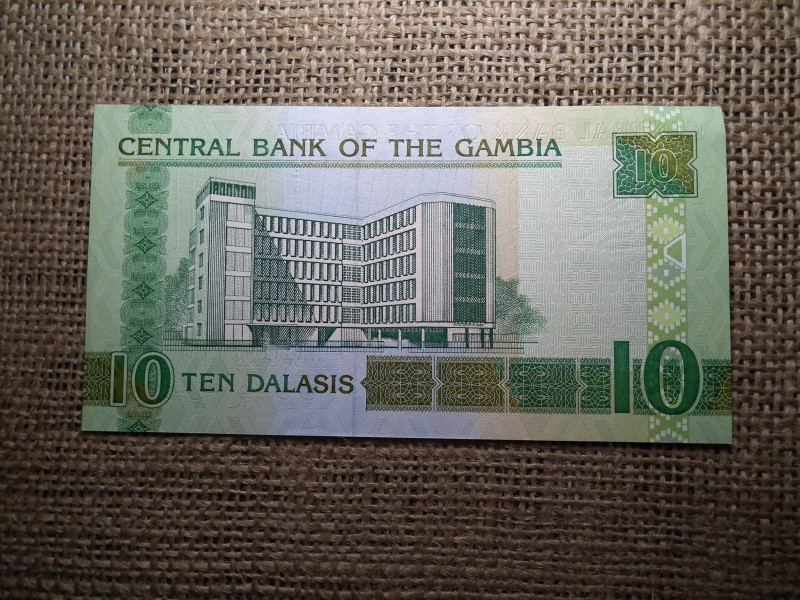 CENTRAL BANK OF THE GAMBIA
10
10 TEN DALASIS 10